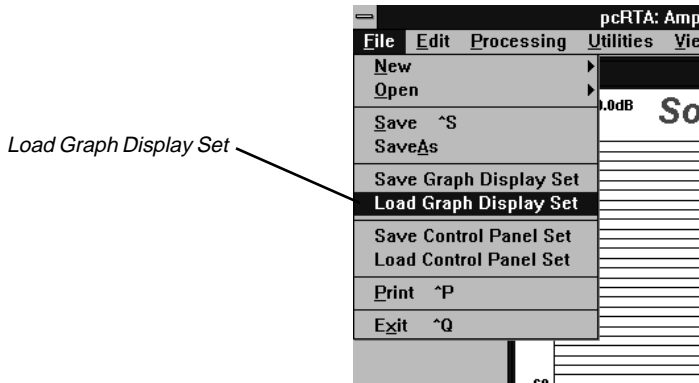 pcRTA: Amp
File Edit Processing Utilities Vie
New
Open
.0dB
So
Save ^S
SaveAs
Load Graph Display Set
Save Graph Display Set
Load Graph Display Set
Save Control Panel Set
Load Control Panel Set
Print ^P
Exit ^Q